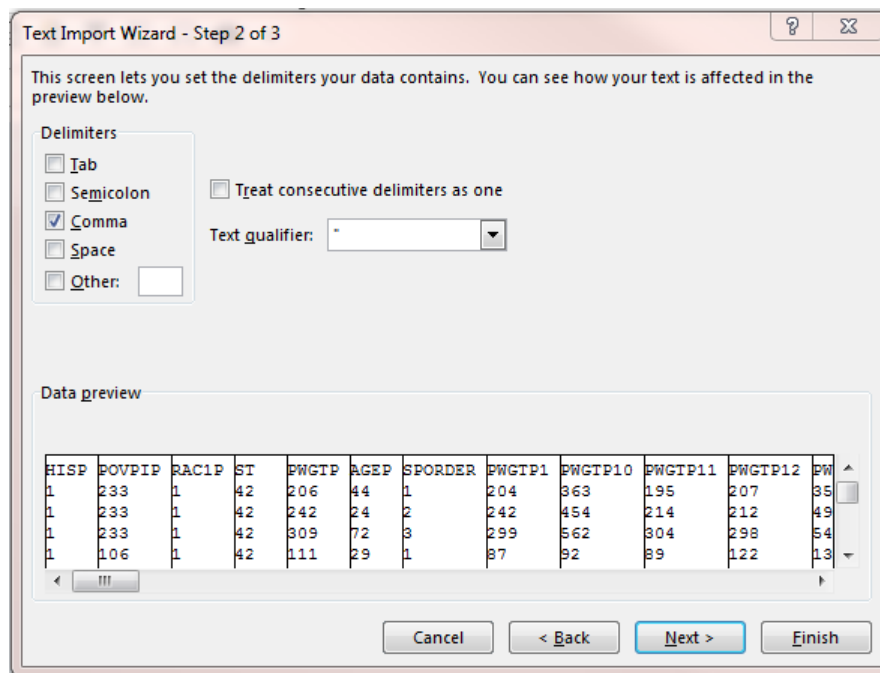 Text Import Wizard - Step 2 of 3
This screen lets you set the delimiters your data contains.  You can see how your text is affected in the
preview below.
Delimiters
Tab
Semicolon
Comma
Space
Other:
Treat consecutive delimiters as one
Text qualifier: "
Data preview
HISP POVPIP RAC1P ST PWGTP AGEP SPORDER PWGTP1 PWGTP10 PWGTP11 PWGTP12 PW
1 233 1 42 206 44 1 204 363 195 207 35
1 233 1 42 242 24 2 242 454 214 212 49
1 233 1 42 309 72 3 299 562 304 298 54
1 106 1 42 111 29 1 87 92 89 122 13
Cancel < Back Next > Finish